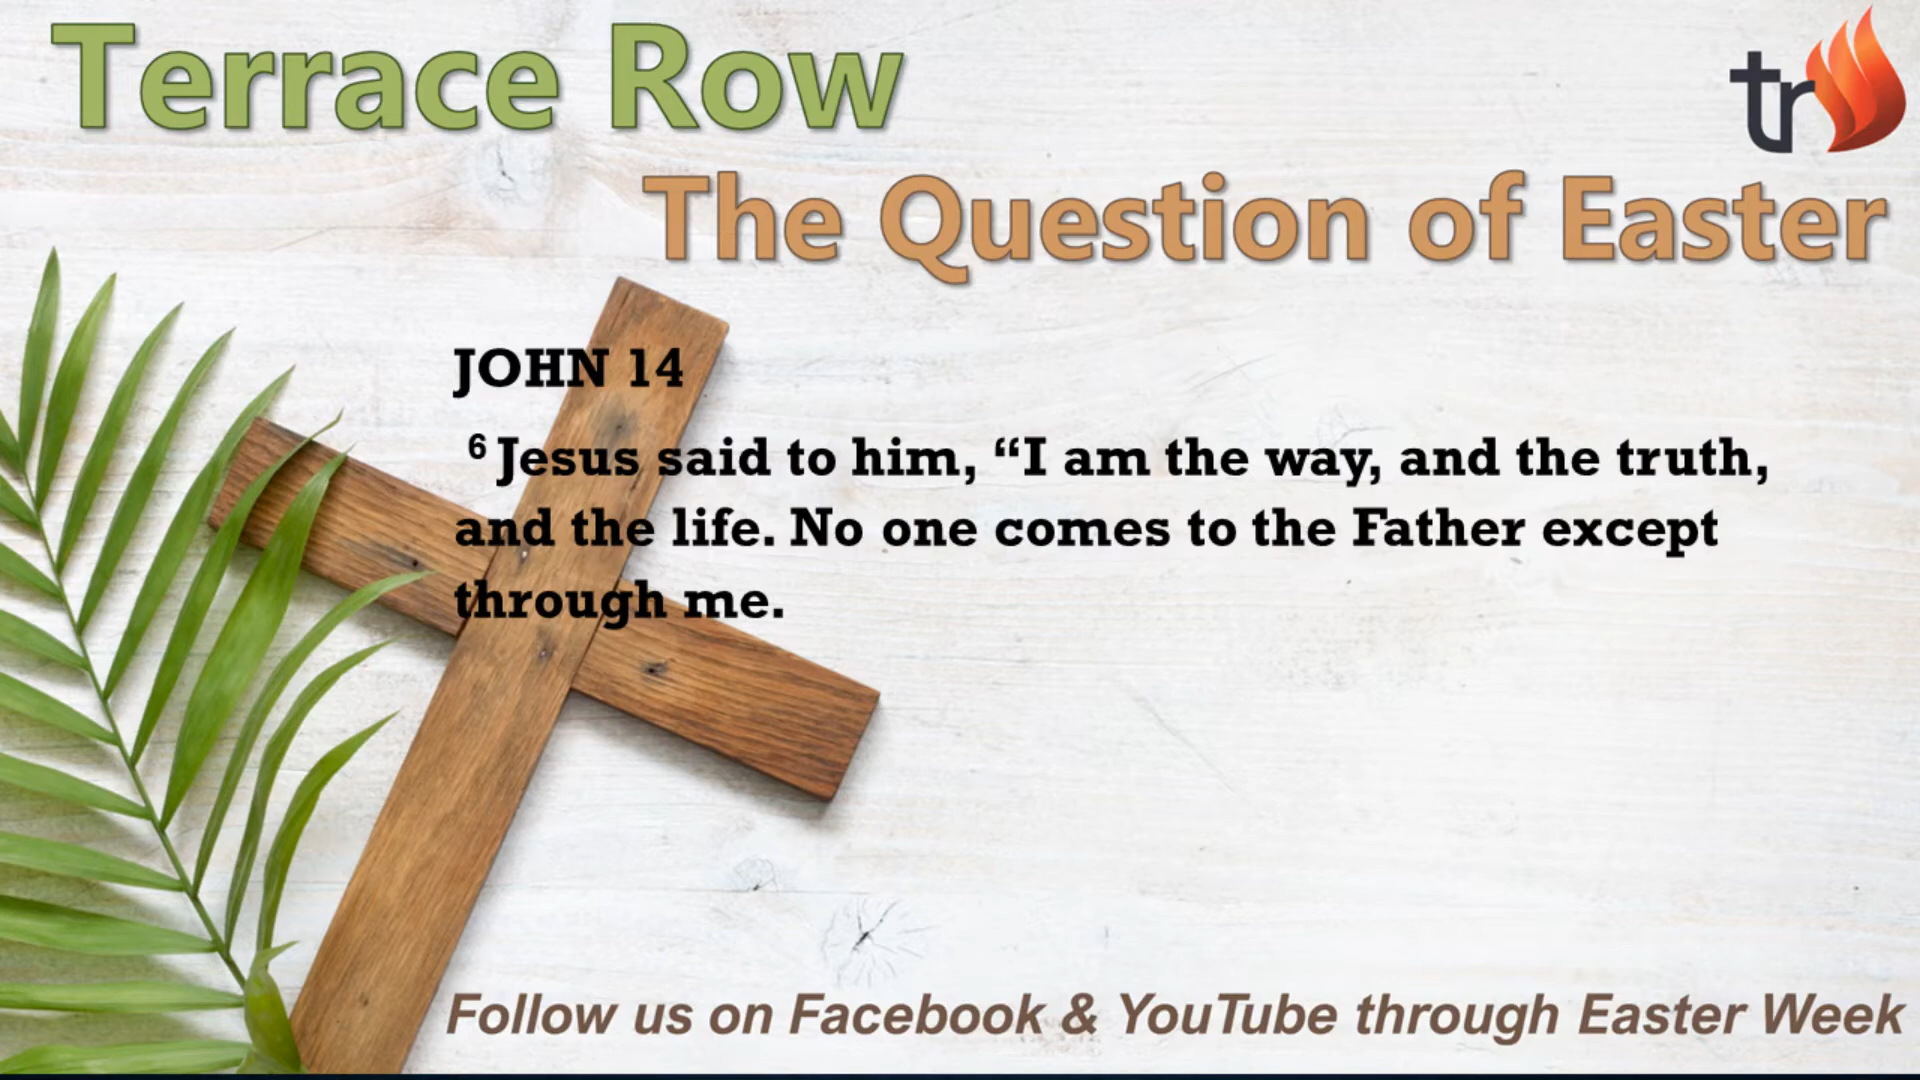 Terrace Row
tr
The Question of Easter
JOHN 14
6 Jesus said to him, “I am the way, and the truth,
and the life. No one comes to the Father except
through me.
Follow us on Facebook & YouTube through Easter Week